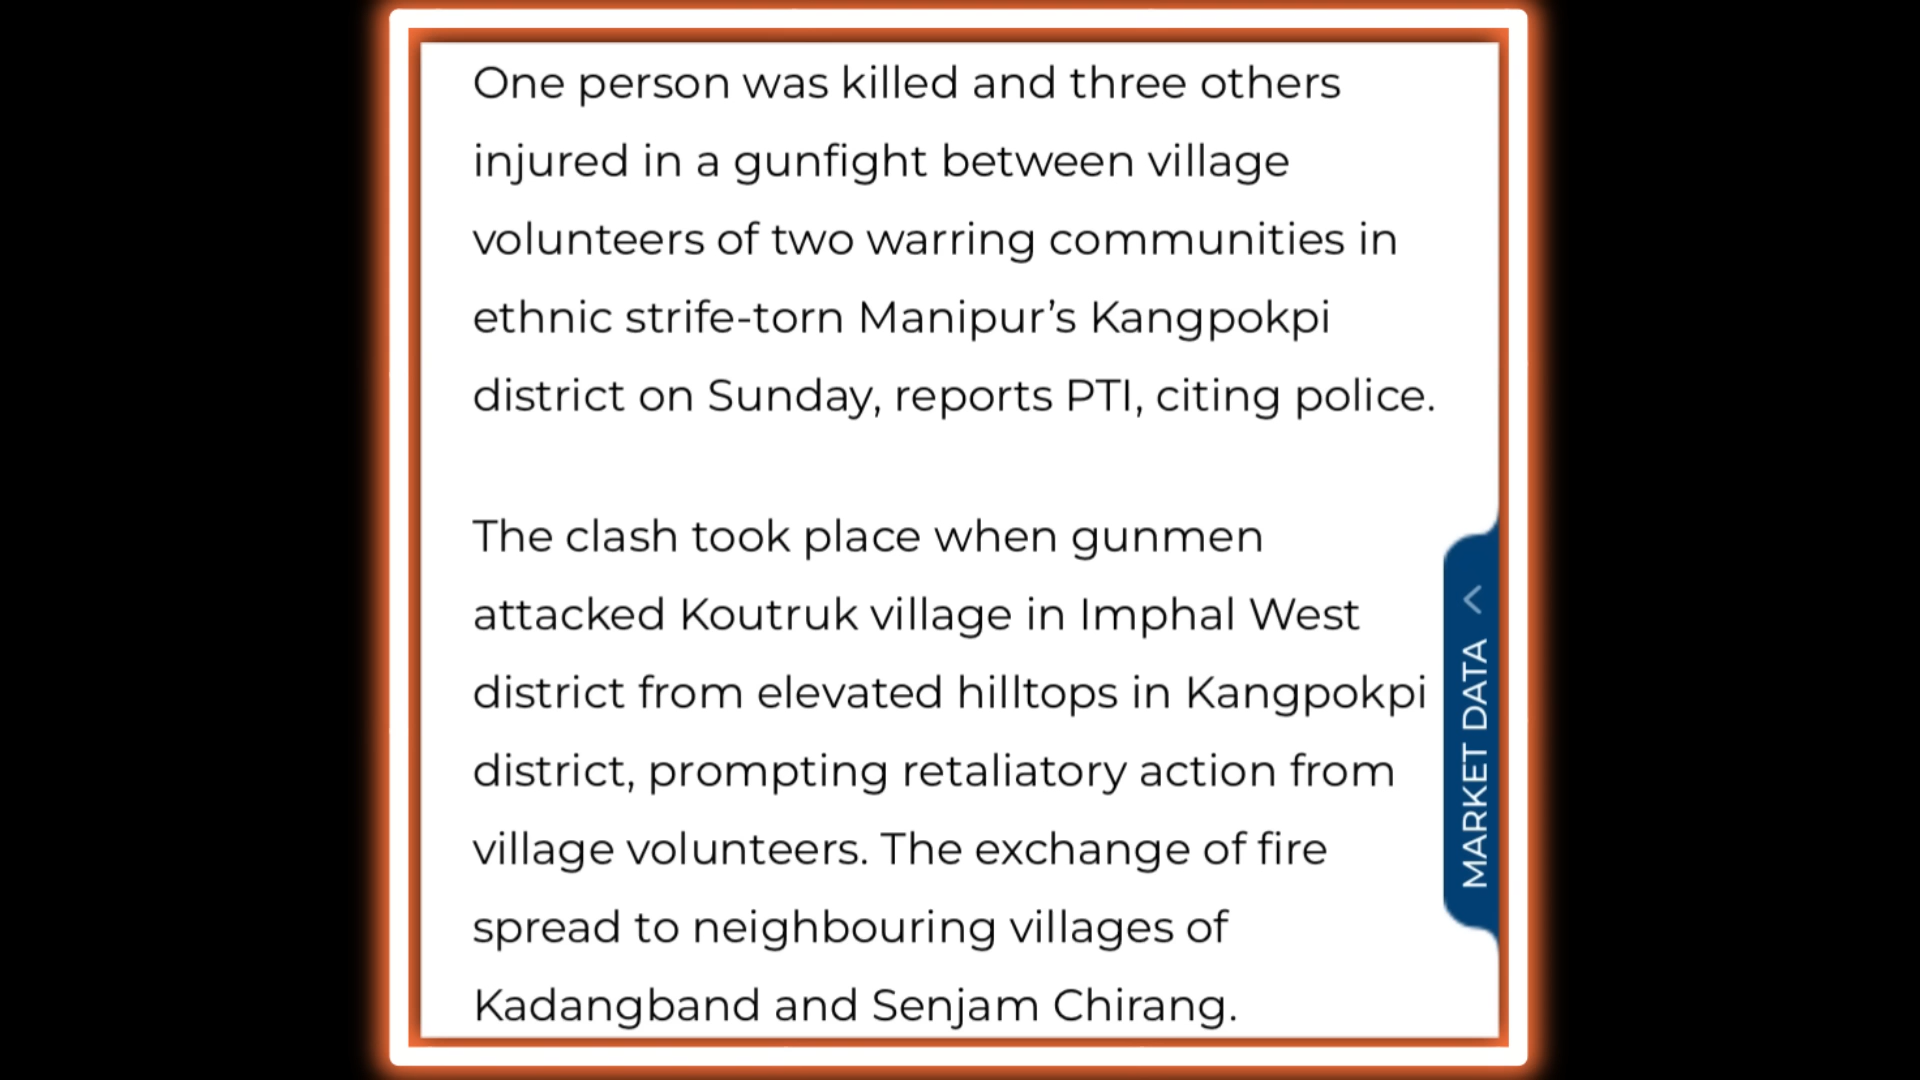 One person was killed and three others
injured in a gunfight between village
volunteers of two warring communities in
ethnic strife-torn Manipur’s Kangpokpi
district on Sunday, reports PTI, citing police.
The clash took place when gunmen
attacked Koutruk village in Imphal West
district from elevated hilltops in Kangpokpi
district, prompting retaliatory action from
village volunteers. The exchange of fire
spread to neighbouring villages of
Kadangband and Senjam Chirang.
MARKET DATA